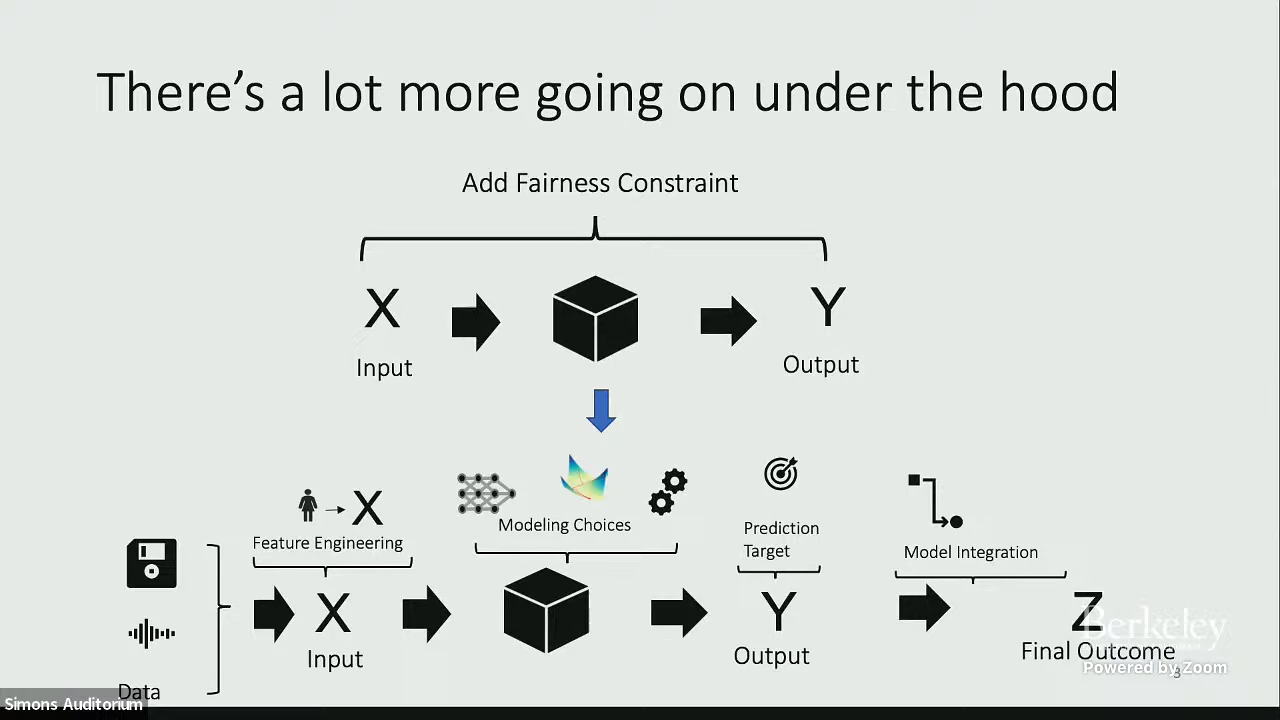 There's a lot more going on under the hood
Add Fairness Constraint
X
Y
Input
Output
X
Feature Engineering
Modeling Choices
Prediction
Target
Model Integration
X
Input
Y
Output
Z
Final Outcome
Data
Berkeley
Powered by Zoom
3
Simons Auditorium